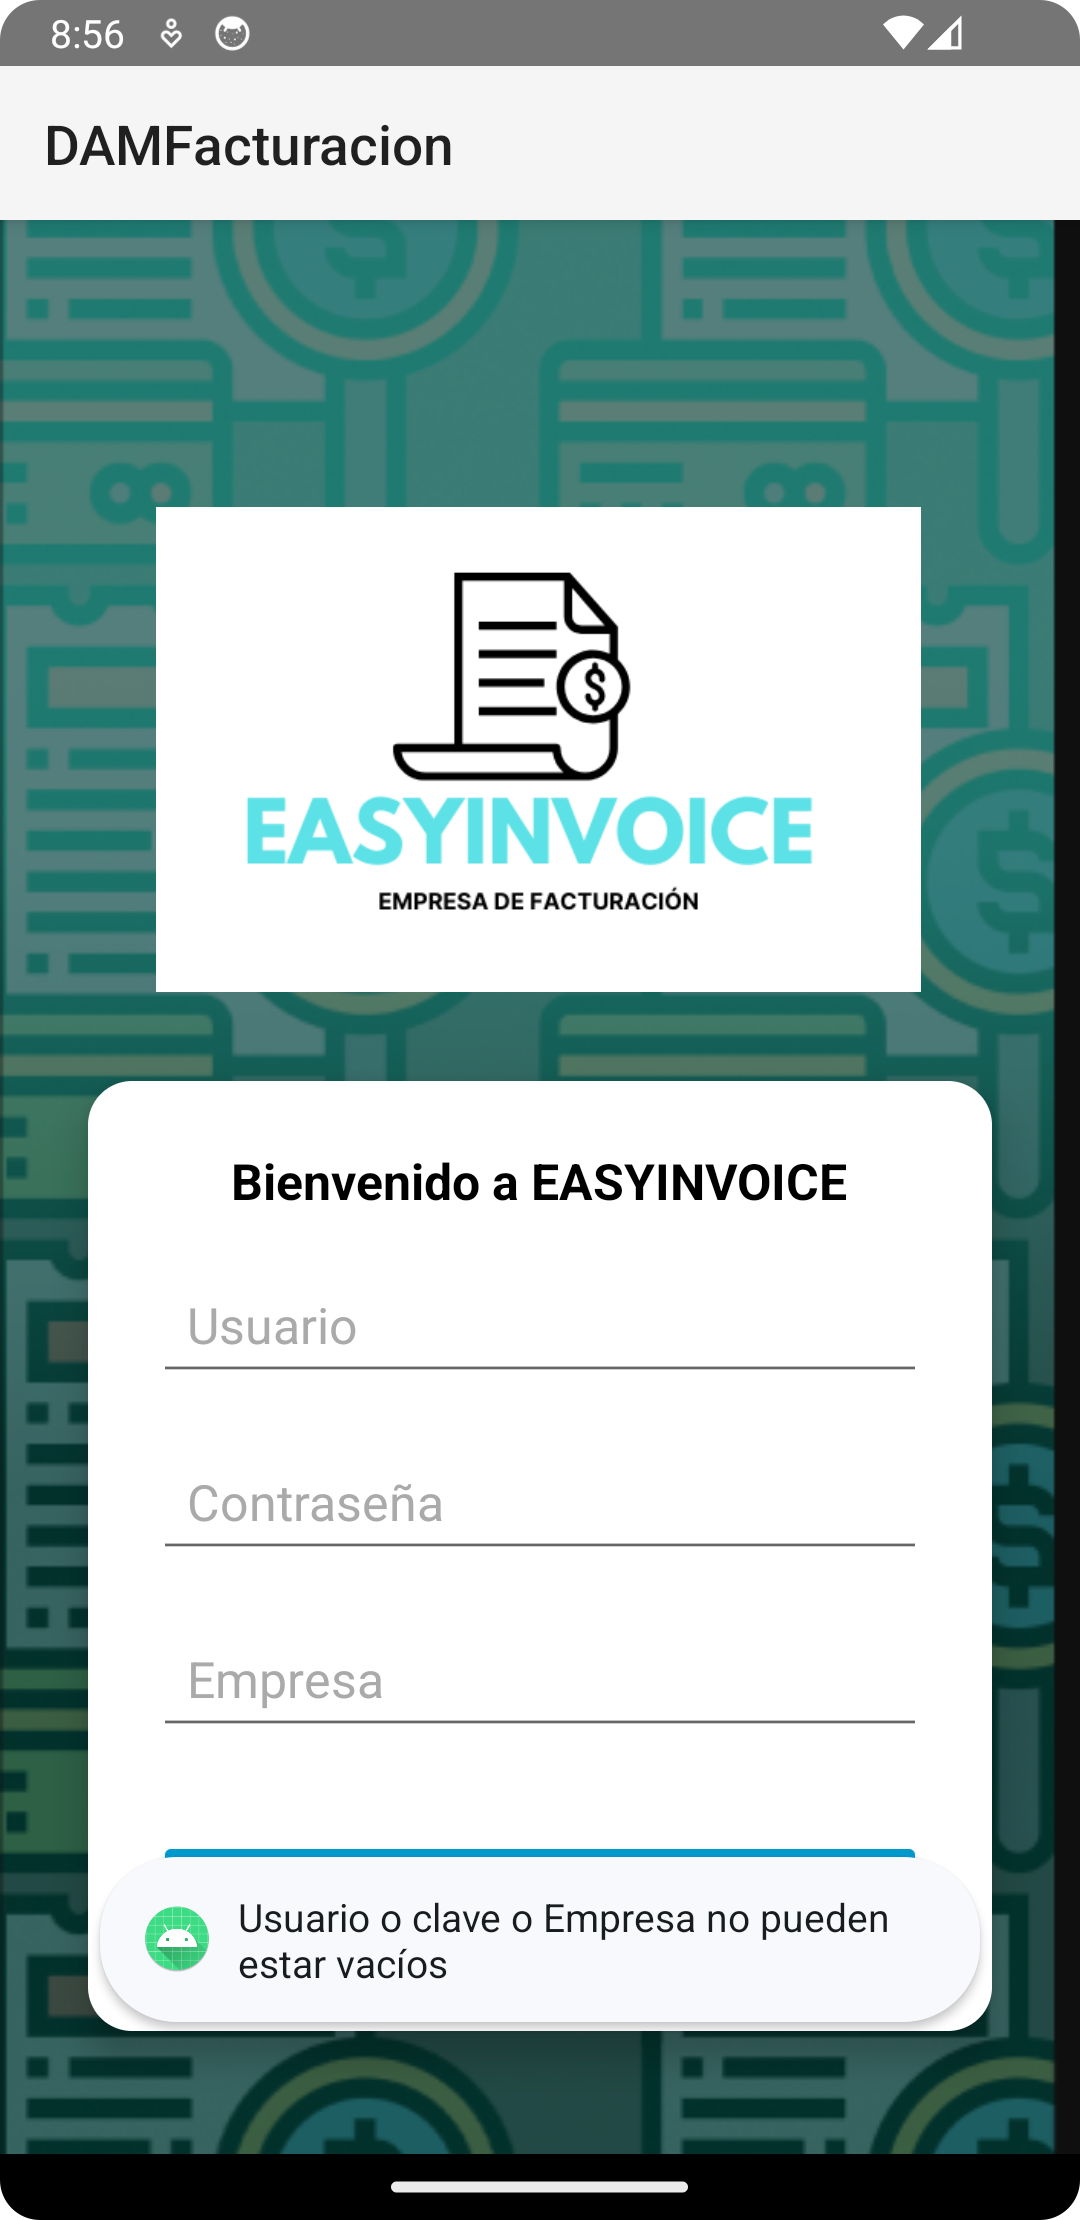 8:56
DAMFacturacion
$
EASYINVOICE
EMPRESA DE FACTURACIÓN
Bienvenido a EASYINVOICE
Usuario
Contraseña
Empresa
Usuario o clave o Empresa no pueden
estar vacíos